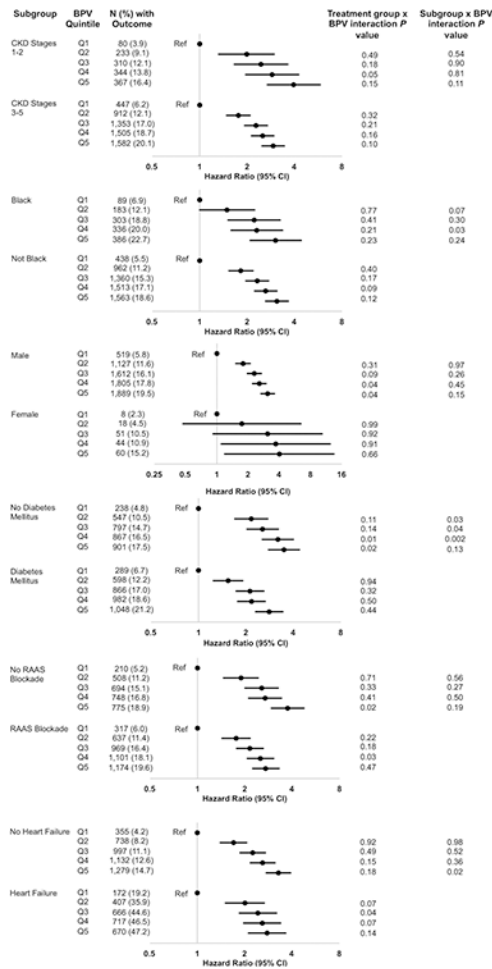 Subgroup BPV Quintile N (%) with Outcome Treatment group x BPV interaction P value Subgroup x BPV interaction P value
CKD Stages 1-2 Q1 80 (3.9) Ref
Q2 233 (9.1) 0.49 0.54
Q3 310 (12.1) 0.18 0.90
Q4 344 (13.8) 0.05 0.81
Q5 367 (16.4) 0.15 0.11
CKD Stages 3-5 Q1 447 (6.2) Ref
Q2 912 (12.1) 0.32
Q3 1,353 (17.0) 0.21
Q4 1,505 (18.7) 0.16
Q5 1,582 (20.1) 0.10
0.5 1 2 4 8
Hazard Ratio (95% CI)
Black Q1 89 (6.9) Ref
Q2 183 (12.1) 0.77 0.07
Q3 303 (18.8) 0.41 0.30
Q4 336 (20.0) 0.21 0.03
Q5 386 (22.7) 0.23 0.24
Not Black Q1 438 (5.5) Ref
Q2 962 (11.2) 0.40
Q3 1,360 (15.3) 0.17
Q4 1,513 (17.1) 0.09
Q5 1,563 (18.6) 0.12
0.5 1 2 4 8
Hazard Ratio (95% CI)
Male Q1 519 (5.8) Ref
Q2 1,127 (11.6) 0.31 0.97
Q3 1,612 (16.1) 0.09 0.26
Q4 1,805 (17.8) 0.04 0.45
Q5 1,889 (19.5) 0.04 0.15
Female Q1 8 (2.3) Ref
Q2 18 (4.5) 0.99
Q3 51 (10.5) 0.92
Q4 44 (10.9) 0.91
Q5 60 (15.2) 0.66
0.25 0.5 1 2 4 8 16
Hazard Ratio (95% CI)
No Diabetes Mellitus Q1 238 (4.8) Ref
Q2 547 (10.5) 0.11 0.03
Q3 797 (14.7) 0.14 0.04
Q4 867 (16.5) 0.01 0.002
Q5 901 (17.5) 0.02 0.13
Diabetes Mellitus Q1 289 (6.7) Ref
Q2 598 (12.2) 0.94
Q3 866 (17.0) 0.32
Q4 982 (18.6) 0.50
Q5 1,048 (21.2) 0.44
0.5 1 2 4 8
Hazard Ratio (95% CI)
No RAAS Blockade Q1 210 (5.2) Ref
Q2 508 (11.2) 0.71 0.56
Q3 694 (15.1) 0.33 0.27
Q4 748 (16.8) 0.41 0.50
Q5 775 (18.9) 0.02 0.19
RAAS Blockade Q1 317 (6.0) Ref
Q2 637 (11.4) 0.22
Q3 969 (16.4) 0.18
Q4 1,101 (18.1) 0.03
Q5 1,174 (19.6) 0.47
0.5 1 2 4 8
Hazard Ratio (95% CI)
No Heart Failure Q1 355 (4.2) Ref
Q2 738 (8.2) 0.92 0.98
Q3 997 (11.1) 0.49 0.52
Q4 1,132 (12.6) 0.15 0.36
Q5 1,279 (14.7) 0.18 0.02
Heart Failure Q1 172 (19.2) Ref
Q2 407 (35.9) 0.07
Q3 666 (44.6) 0.04
Q4 717 (46.5) 0.07
Q5 670 (47.2) 0.14
0.5 1 2 4 8
Hazard Ratio (95% CI)